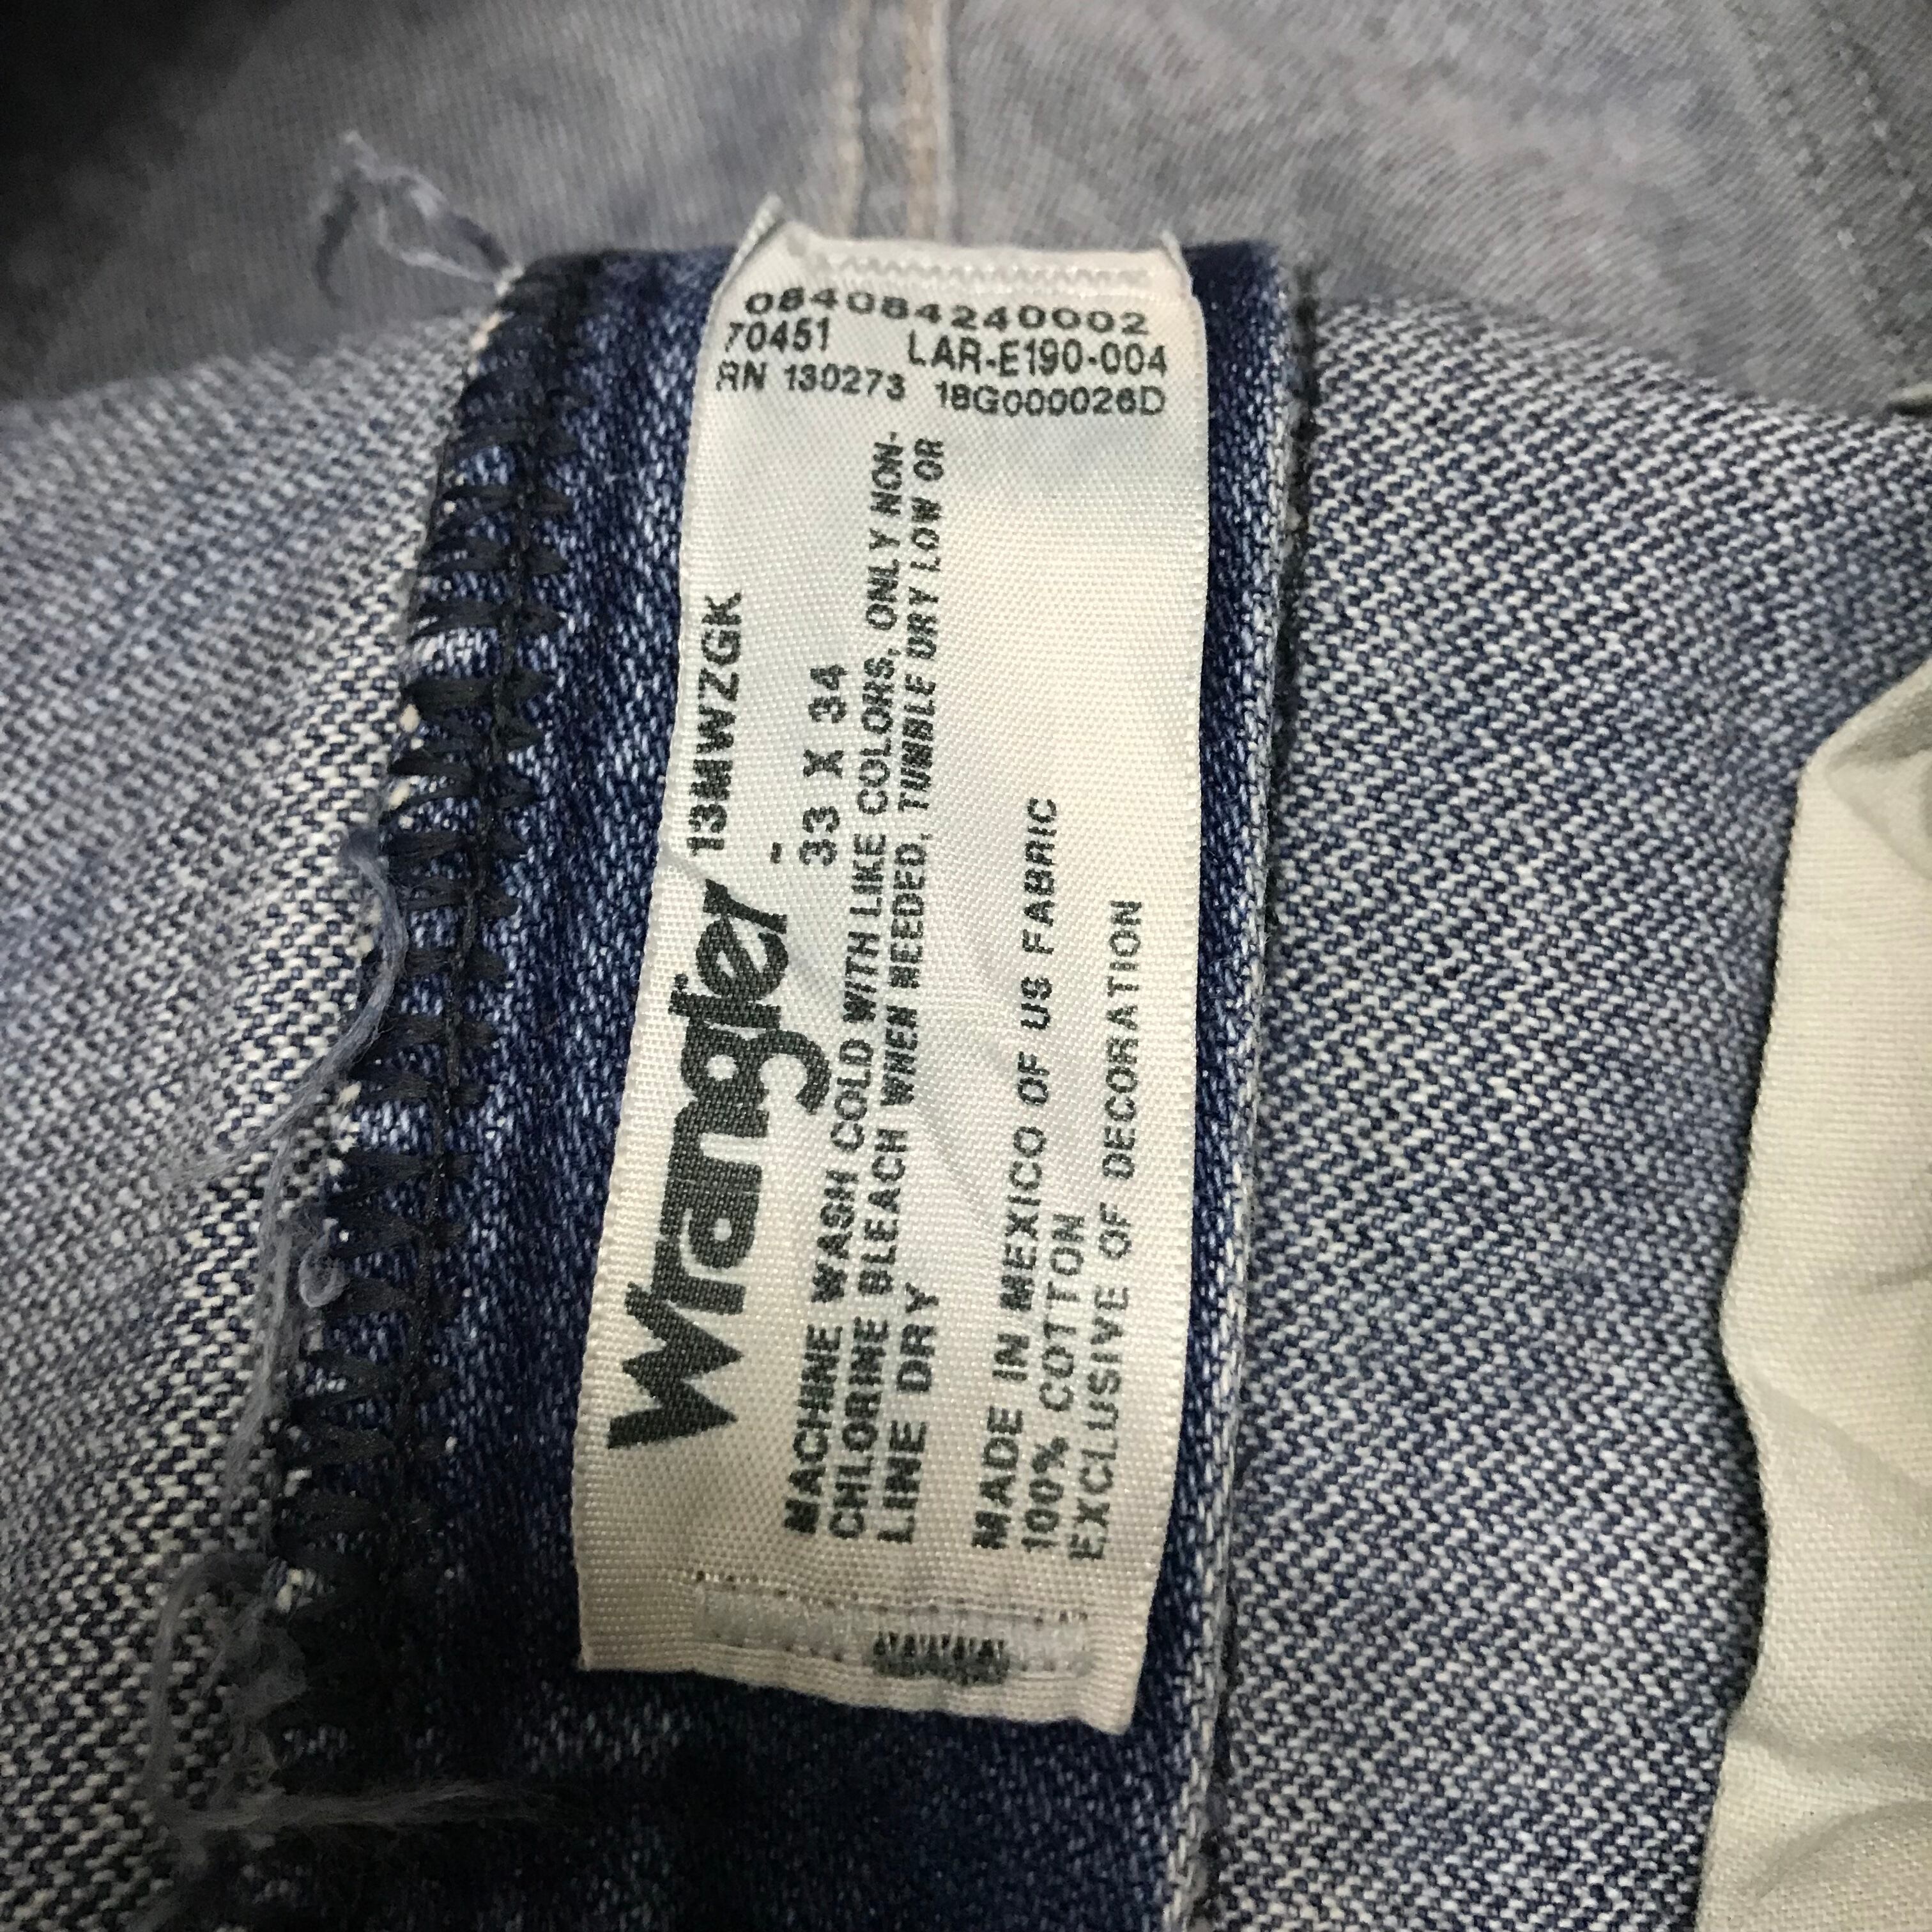 084084240002
70451 LAR-E190-004
RN 130273 18G000026D
Wrangler 13MWZGK
-
33 X 34
MACHINE WASH COLD WITH LIKE COLORS, ONLY NON-
CHLORINE BLEACH WHEN NEEDED, TUMBLE DRY LOW OR
LINE DRY
MADE IN MEXICO OF US FABRIC
100% COTTON
EXCLUSIVE OF DECORATION